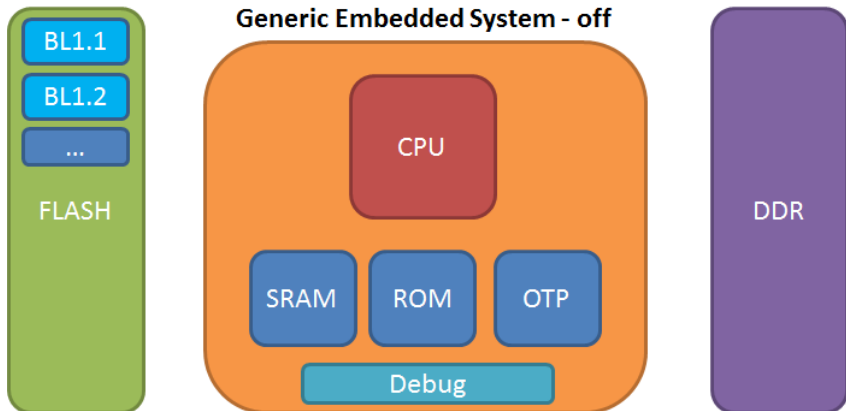 Generic Embedded System - off
BL1.1
BL1.2
...
FLASH
CPU
SRAM
ROM
OTP
Debug
DDR